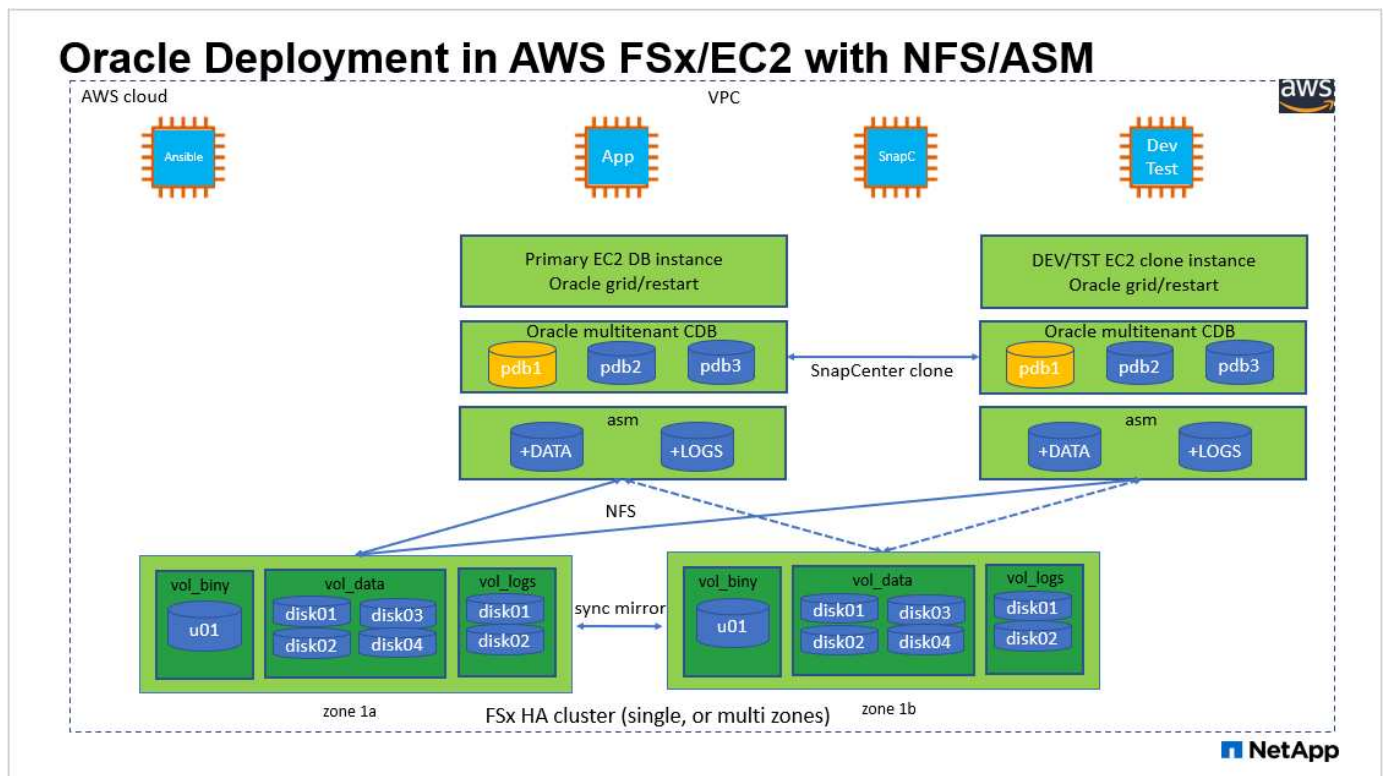 Oracle Deployment in AWS FSx/EC2 with NFS/ASM
AWS cloud
VPC
aws
Ansible
App
SnapC
Dev
Test
Primary EC2 DB instance
Oracle grid/restart
DEV/TST EC2 clone instance
Oracle grid/restart
Oracle multitenant CDB
pdb1
pdb2
pdb3
SnapCenter clone
Oracle multitenant CDB
pdb1
pdb2
pdb3
asm
+DATA
+LOGS
asm
+DATA
+LOGS
NFS
vol_biny
u01
vol_data
disk01
disk03
disk02
disk04
vol_logs
disk01
disk02
sync mirror
vol_biny
u01
vol_data
disk01
disk03
disk02
disk04
vol_logs
disk01
disk02
zone 1a
FSx HA cluster (single, or multi zones)
zone 1b
NetApp